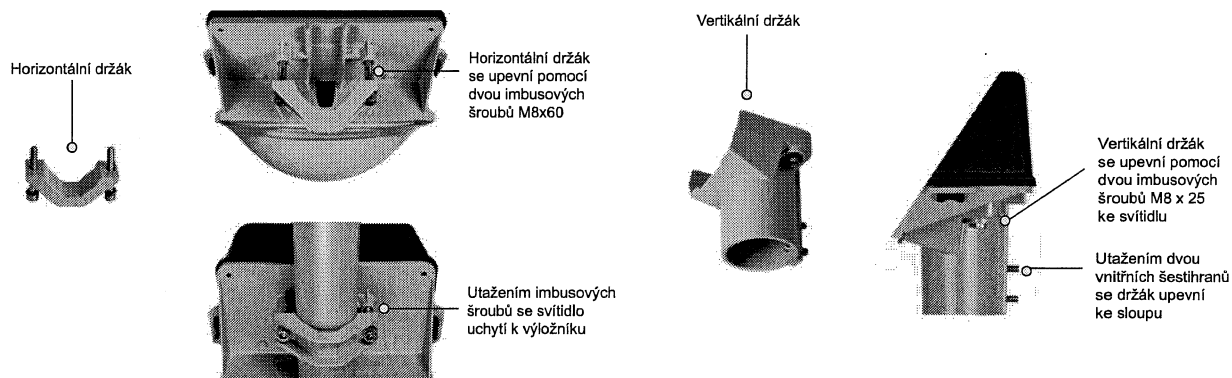 Horizontální držák
Horizontální držák
se upevní pomocí
dvou imbusových
šroubů M8x60
Utažením imbusových
šroubů se svítidlo
uchytí k výložníku
Vertikální držák
Vertikální držák
se upevní pomocí
dvou imbusových
šroubů M8 x 25
ke svítidlu
Utažením dvou
vnitřních šestihranů
se držák upevní
ke sloupu